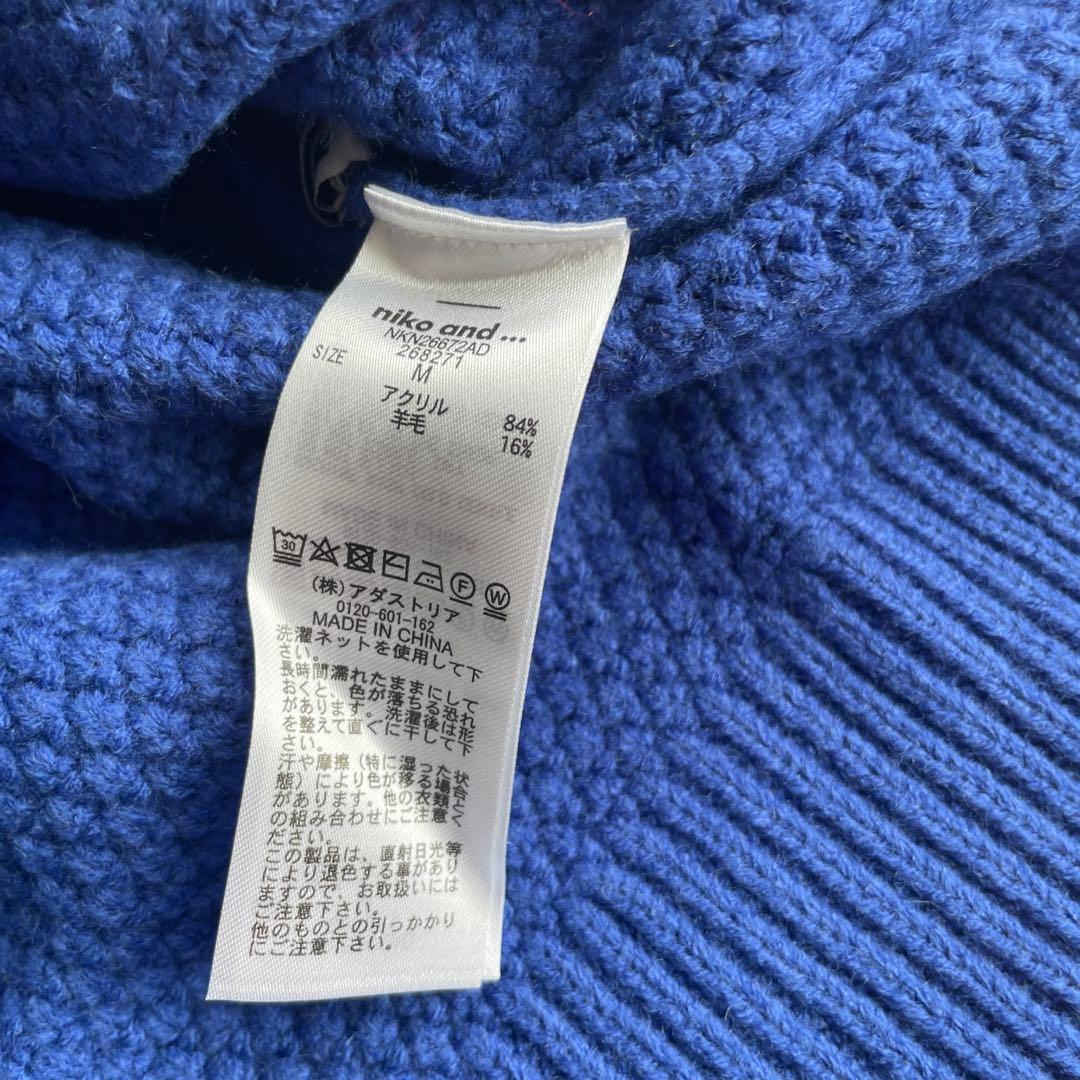 niko and ...
NKN26672AD
268271
SIZE M
アクリル 84%
羊毛 16%
30
F W
(株)アダストリア
0120-601-162
MADE IN CHINA
洗濯ネットを使用して下
さい。
長時間濡れたままにして
おくと、色が落ちる恐れ
があります。洗濯後は形
を整えて直ぐに干して下
さい。
汗や摩擦(特に湿った状
態)により色が移る場合
があります。他の衣類と
の組み合わせにご注意く
ださい。
この製品は、直射日光等
により退色する事があり
ますので、お取扱いには
ご注意下さい。
他のものとの引っかかり
にご注意下さい。